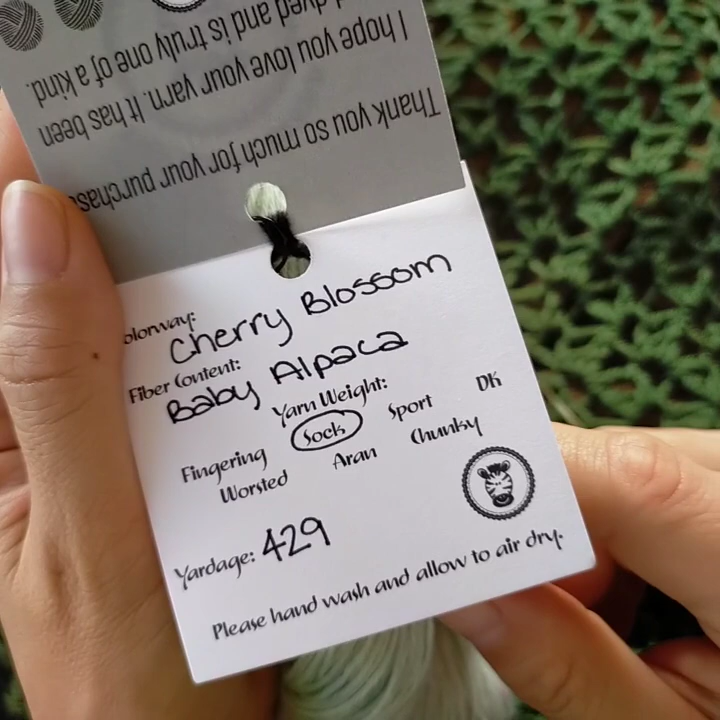 Thank you so much for your purchas
I hope you love your yarn. It has been
dyed and is truly one of a kind.
olorway:
Cherry Blossom
Fiber Content:
Baby Alpaca
Yarn Weight:
Fingering Sock Sport DK
Worsted Aran Chunky
Yardage: 429
Please hand wash and allow to air dry.